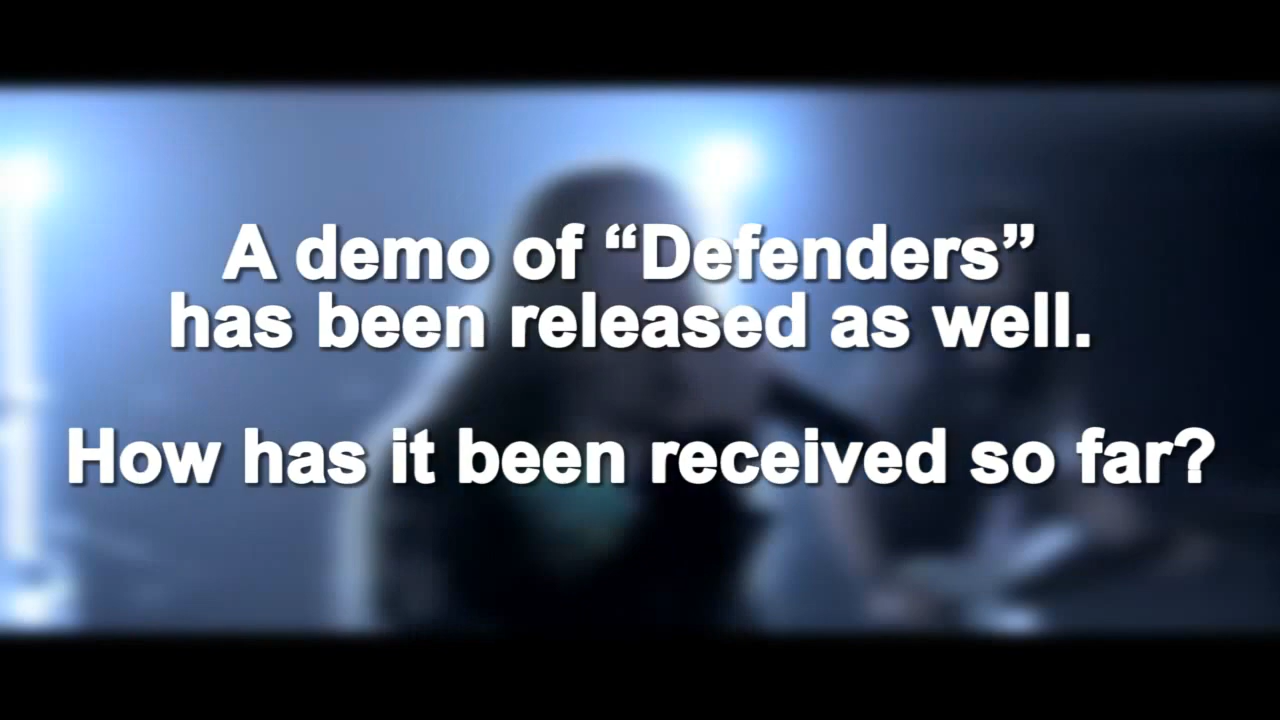 A demo of “Defenders”
has been released as well.
How has it been received so far?